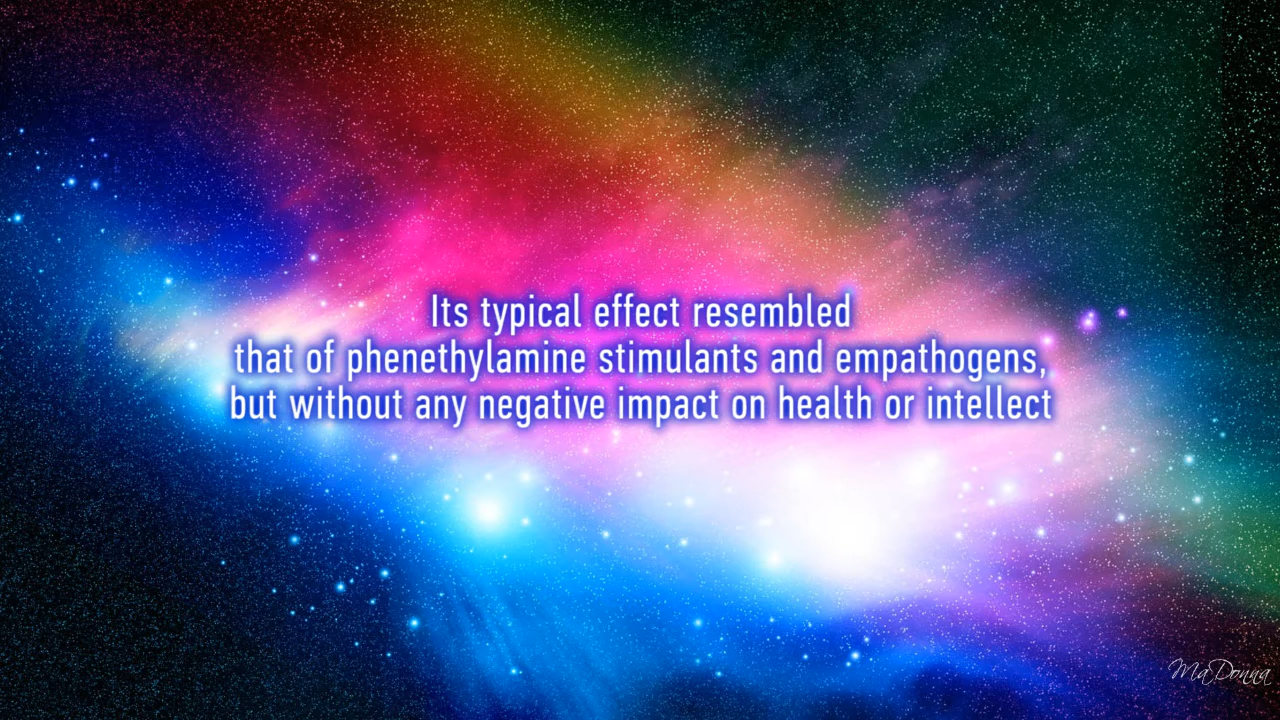 Its typical effect resembled
that of phenethylamine stimulants and empathogens,
but without any negative impact on health or intellect
MaDonna